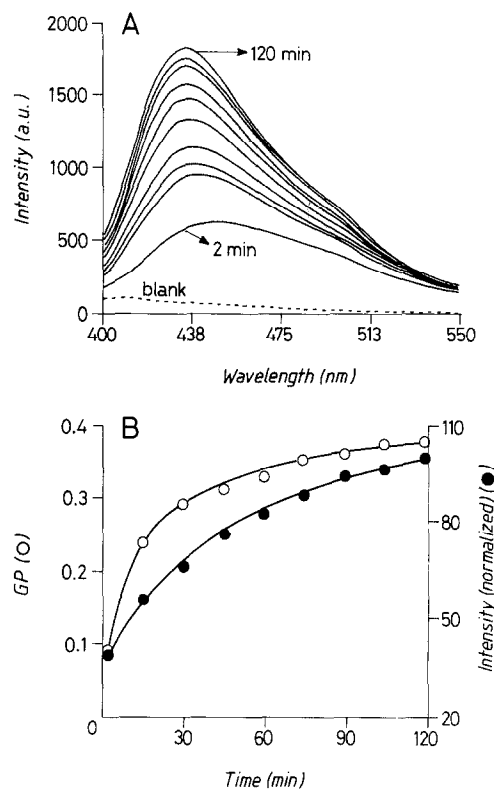 A
2000
1500
1000
500
0
Intensity (a.u.)
120 min
2 min
blank
400
438
475
513
550
Wavelength (nm)
B
0.4
0.3
0.2
0.1
0
GP (O)
110
80
50
20
Intensity (normalized) (●)
30
60
90
120
Time (min)